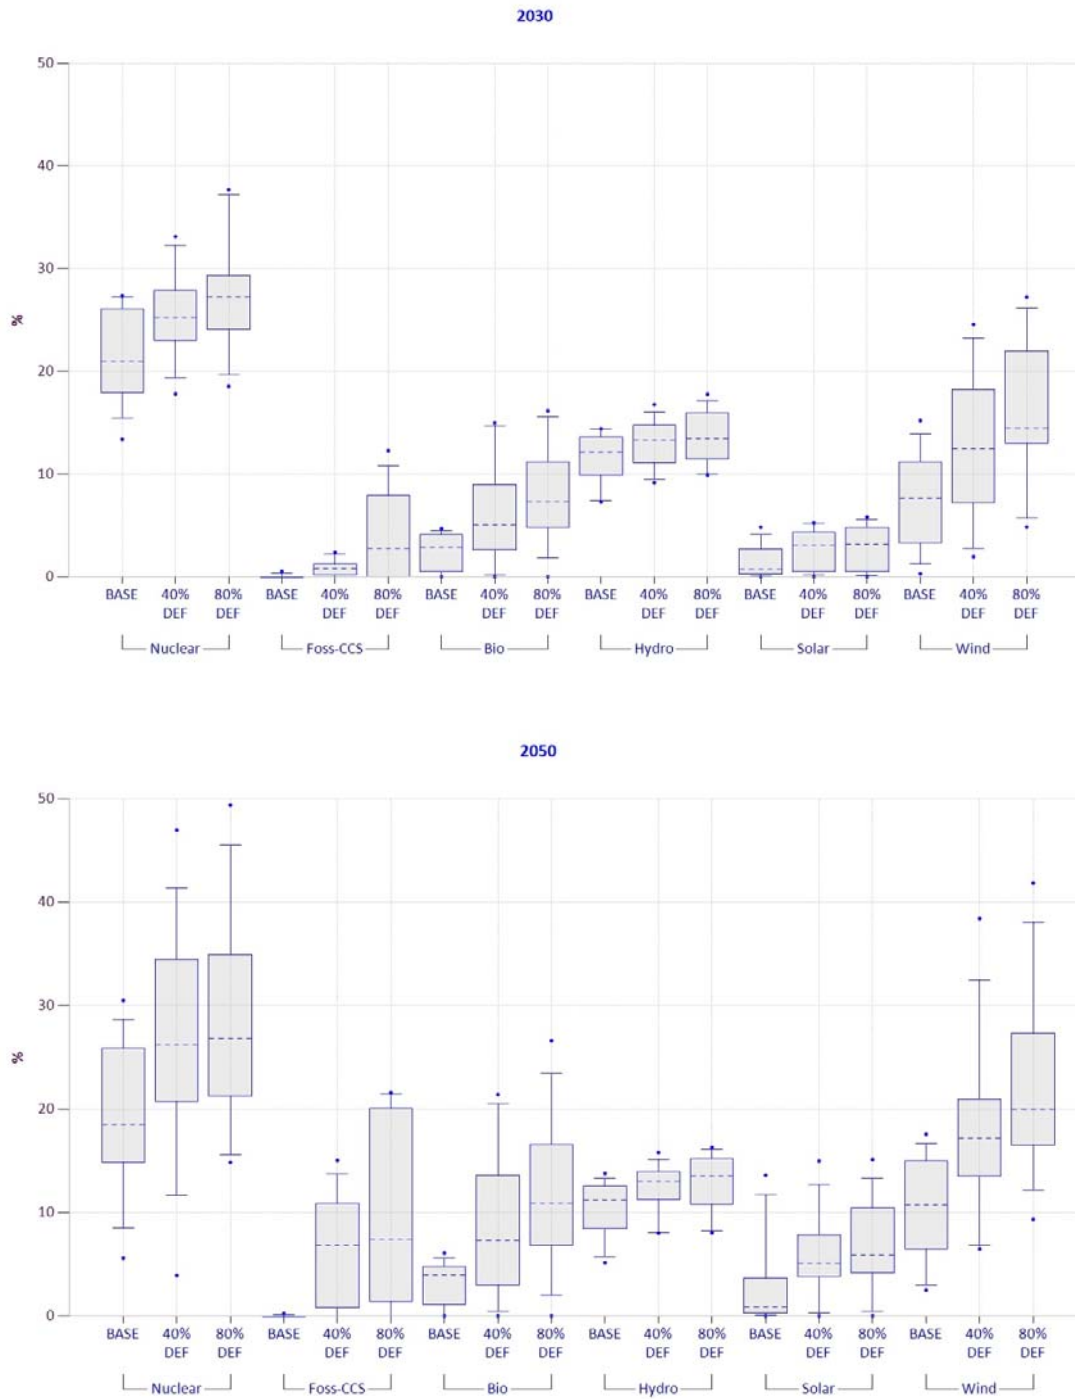 2030
50
40
30
%
20
10
0
BASE 40% 80% BASE 40% 80% BASE 40% 80% BASE 40% 80% BASE 40% 80% BASE 40% 80%
DEF DEF DEF DEF DEF DEF DEF DEF DEF DEF DEF DEF
Nuclear Foss-CCS Bio Hydro Solar Wind
2050
50
40
30
%
20
10
0
BASE 40% 80% BASE 40% 80% BASE 40% 80% BASE 40% 80% BASE 40% 80% BASE 40% 80%
DEF DEF DEF DEF DEF DEF DEF DEF DEF DEF DEF DEF
Nuclear Foss-CCS Bio Hydro Solar Wind